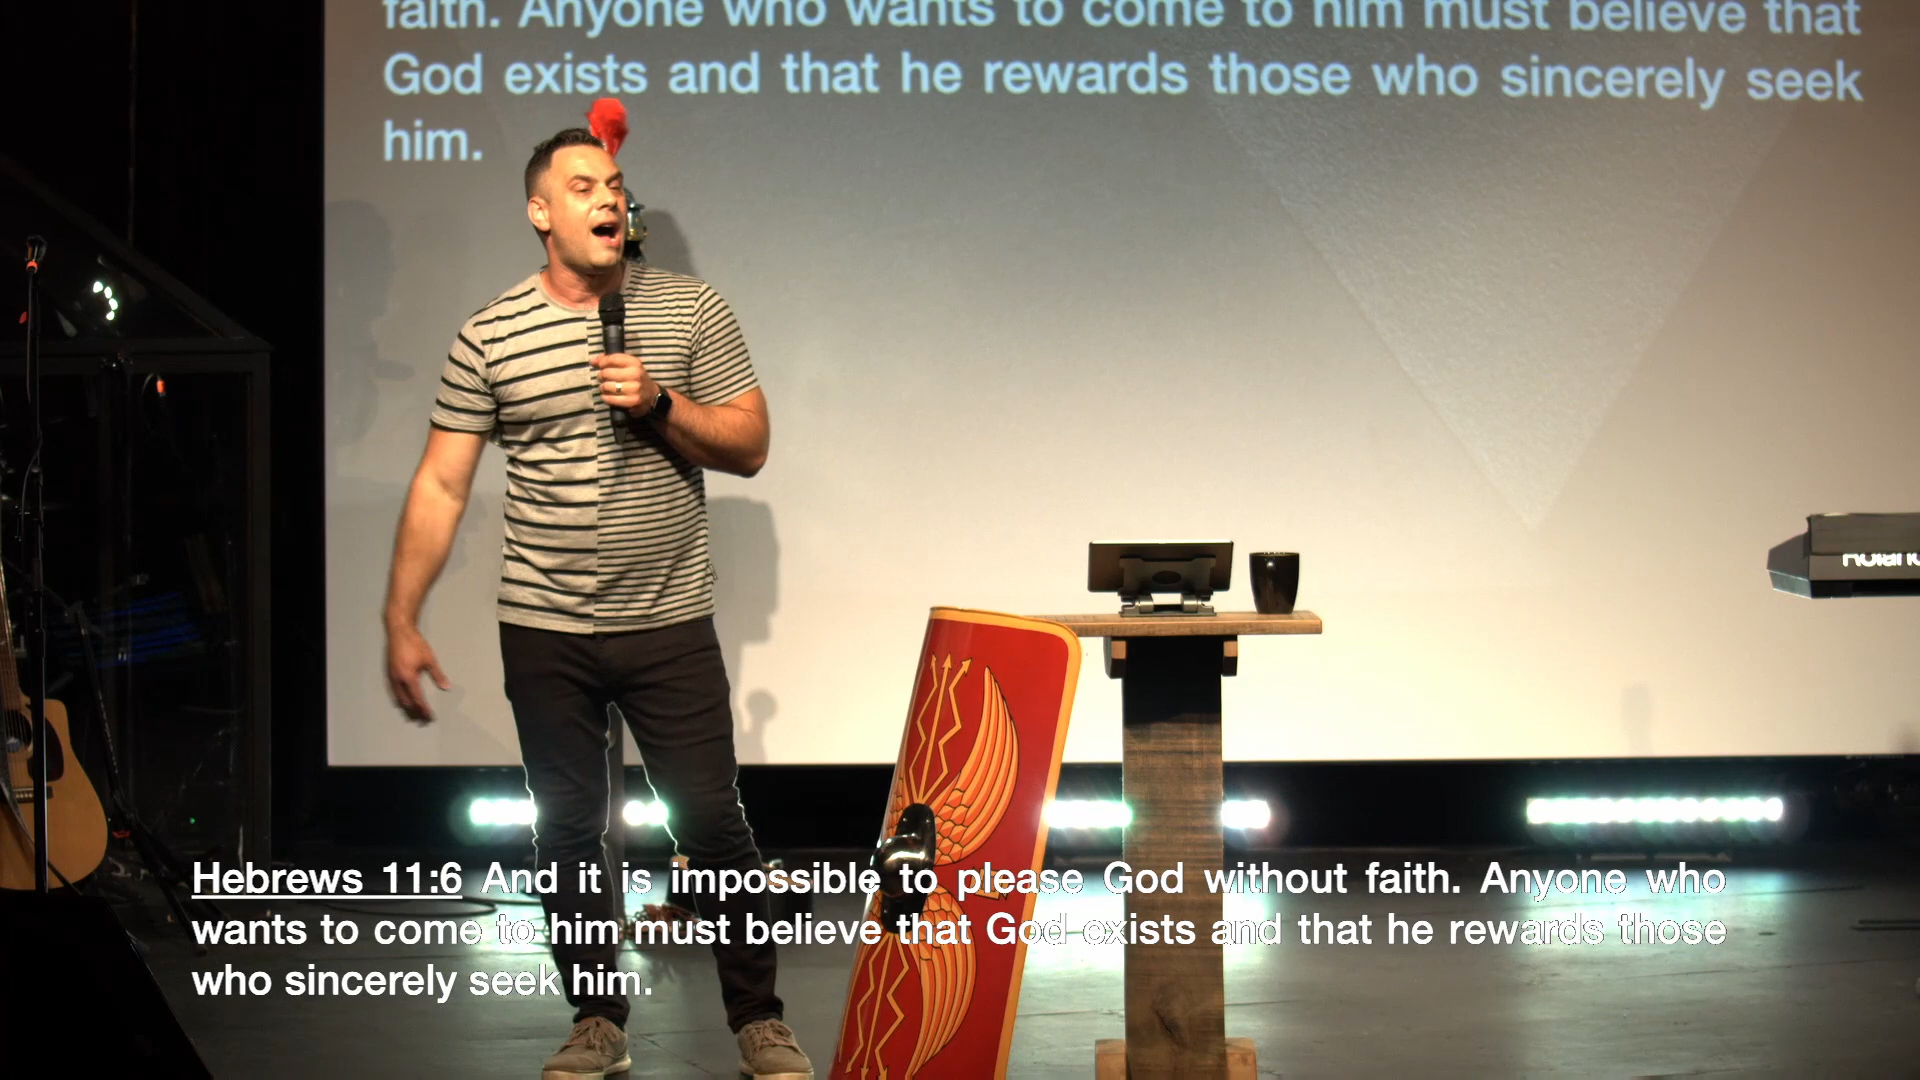 faith. Anyone who wants to come to him must believe that
God exists and that he rewards those who sincerely seek
him.
Roland
Hebrews 11:6 And it is impossible to please God without faith. Anyone who
wants to come to him must believe that God exists and that he rewards those
who sincerely seek him.